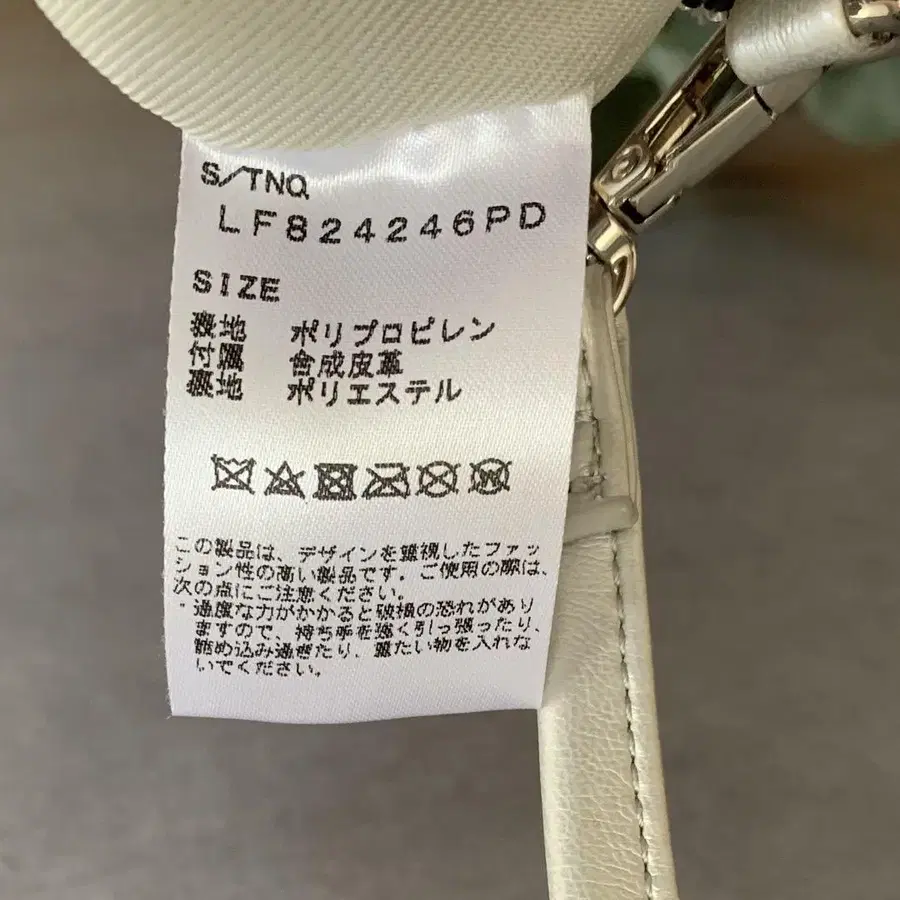 S/TNO.
LF824246PD
SIZE
表地 ポリプロピレン
付属 合成皮革
裏地 ポリエステル
この製品は、デザインを重視したファッ
ション性の高い製品です。ご使用の際は、
次の点にご注意ください。
*過度な力がかかると破損の恐れがあり
ますので、持ち手を強く引っ張ったり、
詰め込み過ぎたり、重たい物を入れな
いでください。